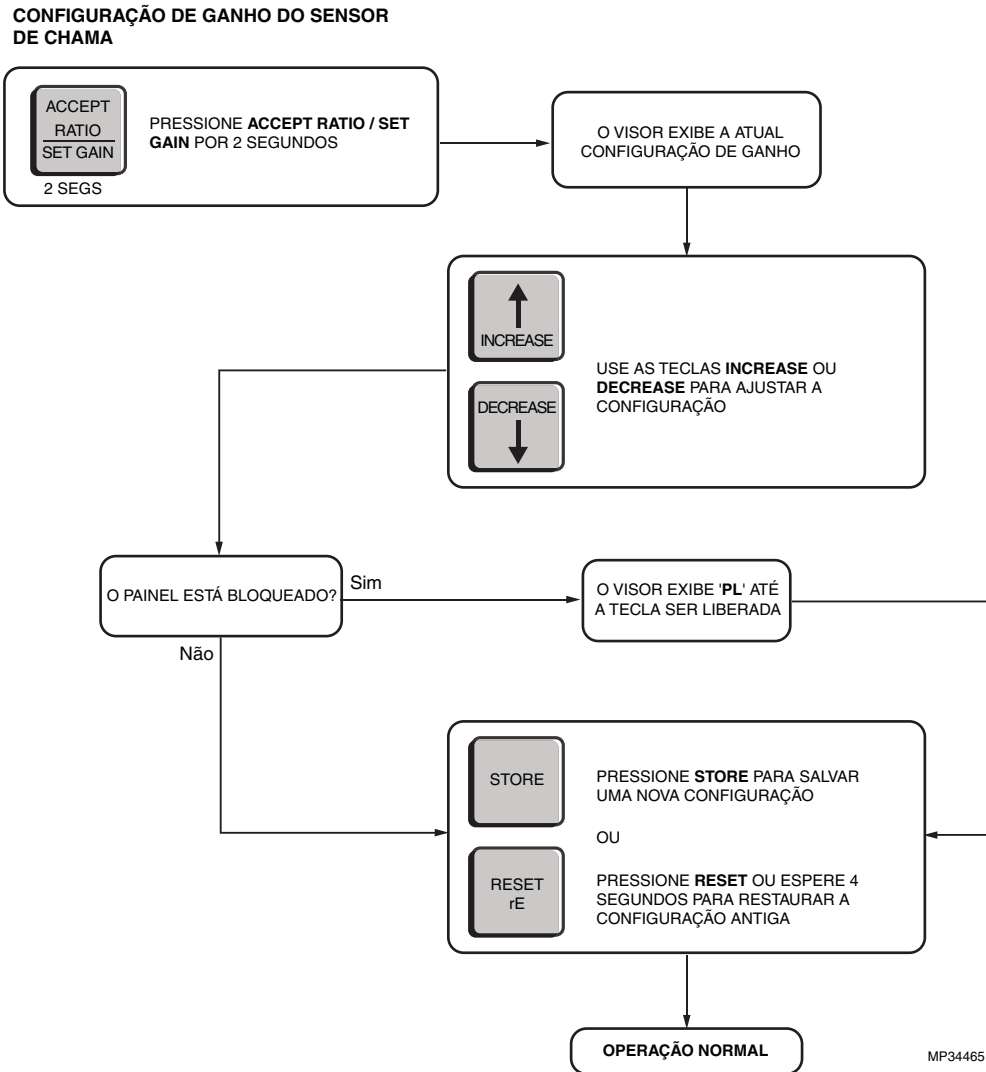 CONFIGURAÇÃO DE GANHO DO SENSOR
DE CHAMA
ACCEPT
RATIO
SET GAIN
2 SEGS
PRESSIONE ACCEPT RATIO / SET
GAIN POR 2 SEGUNDOS
O VISOR EXIBE A ATUAL
CONFIGURAÇÃO DE GANHO
INCREASE
DECREASE
USE AS TECLAS INCREASE OU
DECREASE PARA AJUSTAR A
CONFIGURAÇÃO
O PAINEL ESTÁ BLOQUEADO?
Sim
Não
O VISOR EXIBE 'PL' ATÉ
A TECLA SER LIBERADA
STORE
PRESSIONE STORE PARA SALVAR
UMA NOVA CONFIGURAÇÃO
OU
RESET
rE
PRESSIONE RESET OU ESPERE 4
SEGUNDOS PARA RESTAURAR A
CONFIGURAÇÃO ANTIGA
OPERAÇÃO NORMAL
MP34465